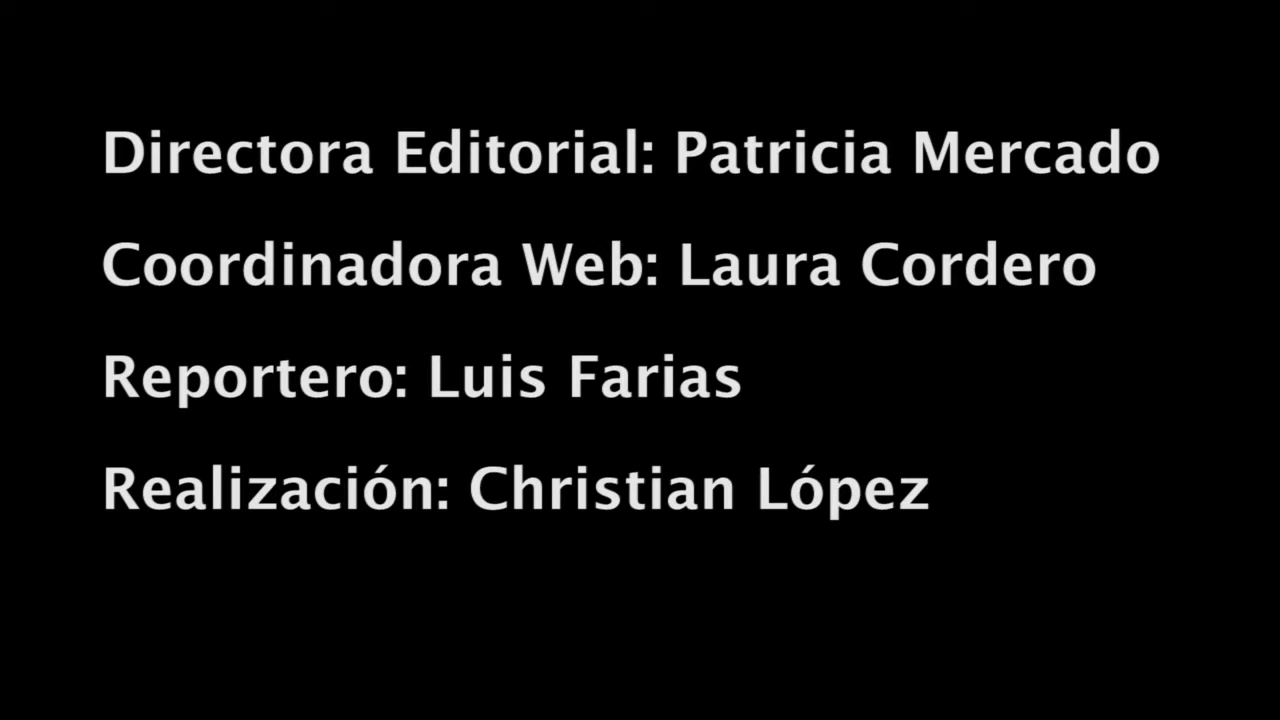 Directora Editorial: Patricia Mercado
Coordinadora Web: Laura Cordero
Reportero: Luis Farias
Realización: Christian López